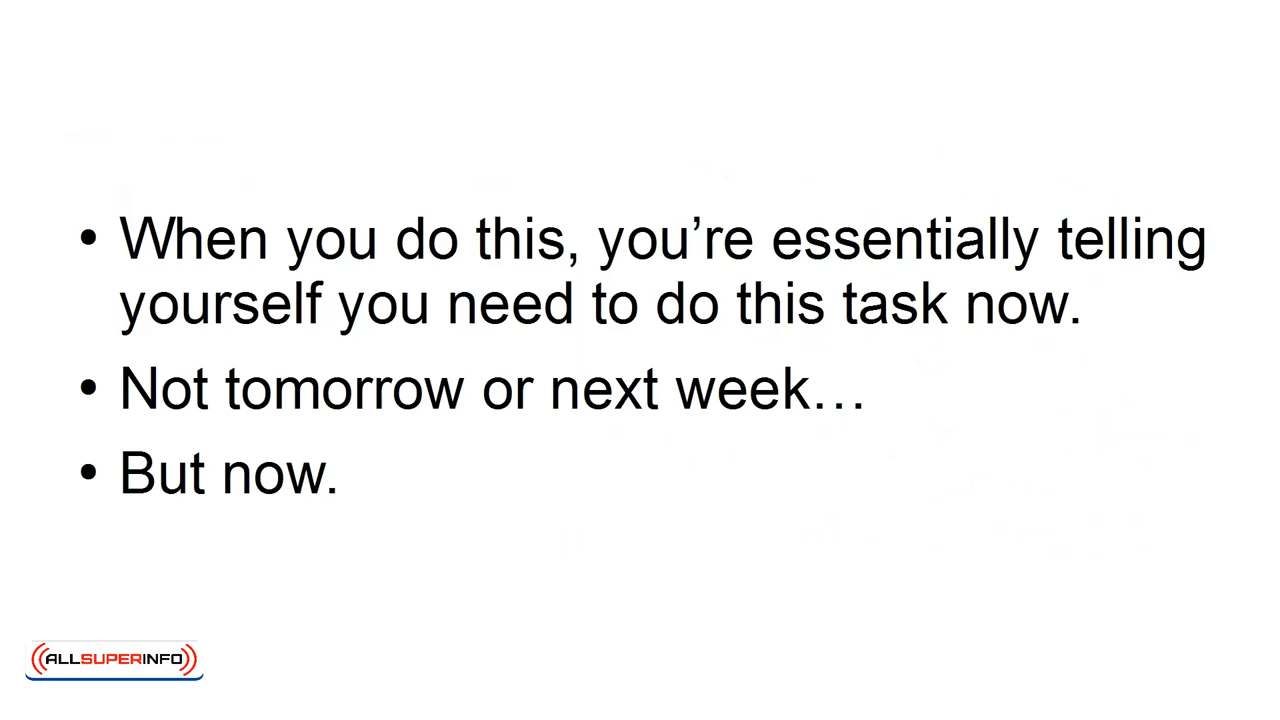 • When you do this, you’re essentially telling
yourself you need to do this task now.
• Not tomorrow or next week…
• But now.
ALLSUPERINFO